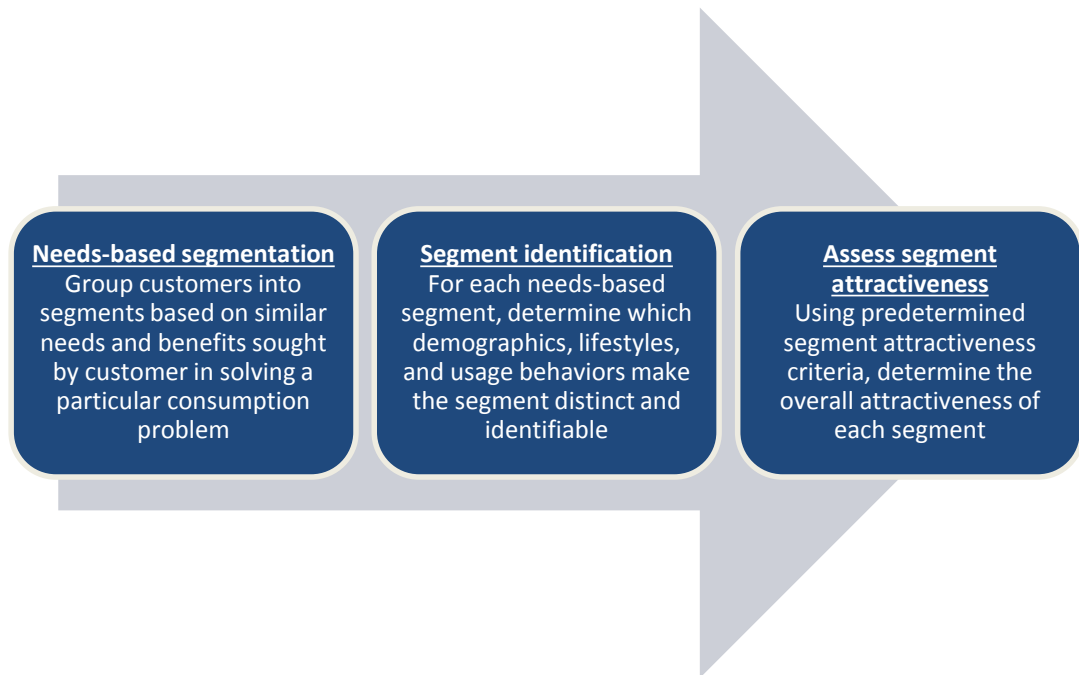 Needs-based segmentation
Group customers into
segments based on similar
needs and benefits sought
by customer in solving a
particular consumption
problem
Segment identification
For each needs-based
segment, determine which
demographics, lifestyles,
and usage behaviors make
the segment distinct and
identifiable
Assess segment
attractiveness
Using predetermined
segment attractiveness
criteria, determine the
overall attractiveness of
each segment